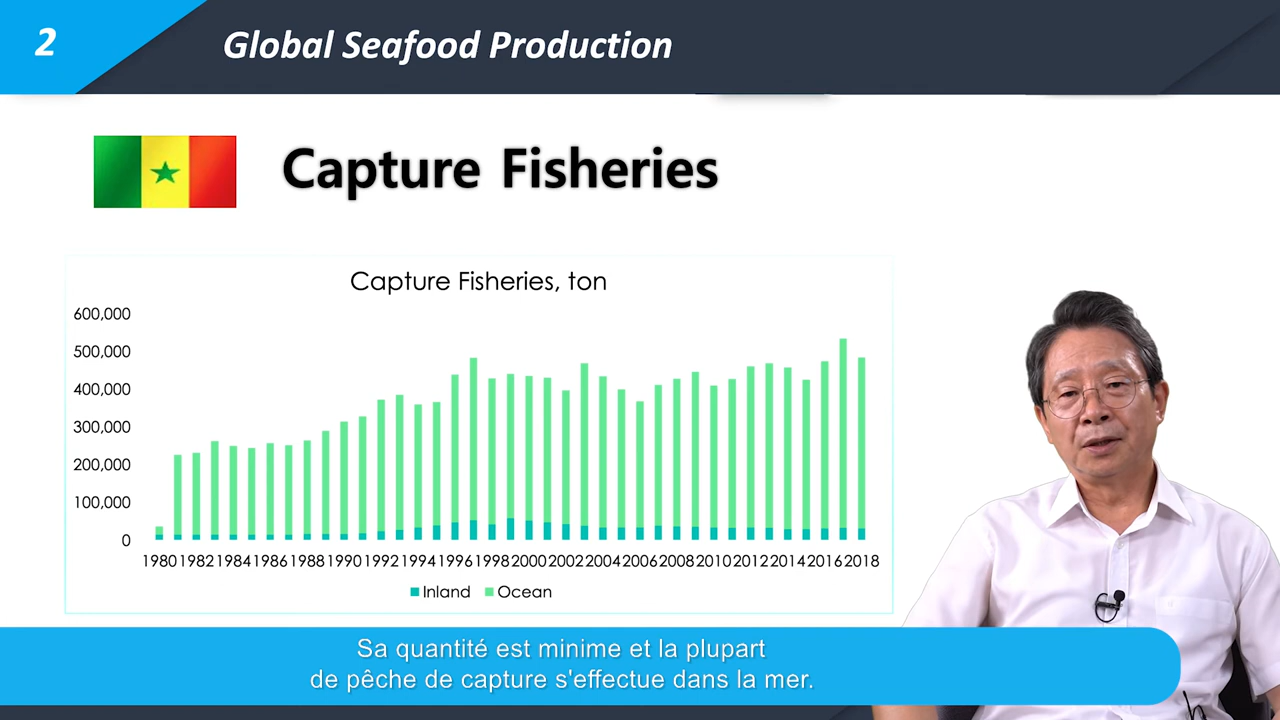 2
Global Seafood Production
Capture Fisheries
Capture Fisheries, ton
600,000
500,000
400,000
300,000
200,000
100,000
0
1980 1982 1984 1986 1988 1990 1992 1994 1996 1998 2000 2002 2004 2006 2008 2010 2012 2014 2016 2018
Inland Ocean
Sa quantité est minime et la plupart
de pêche de capture s'effectue dans la mer.